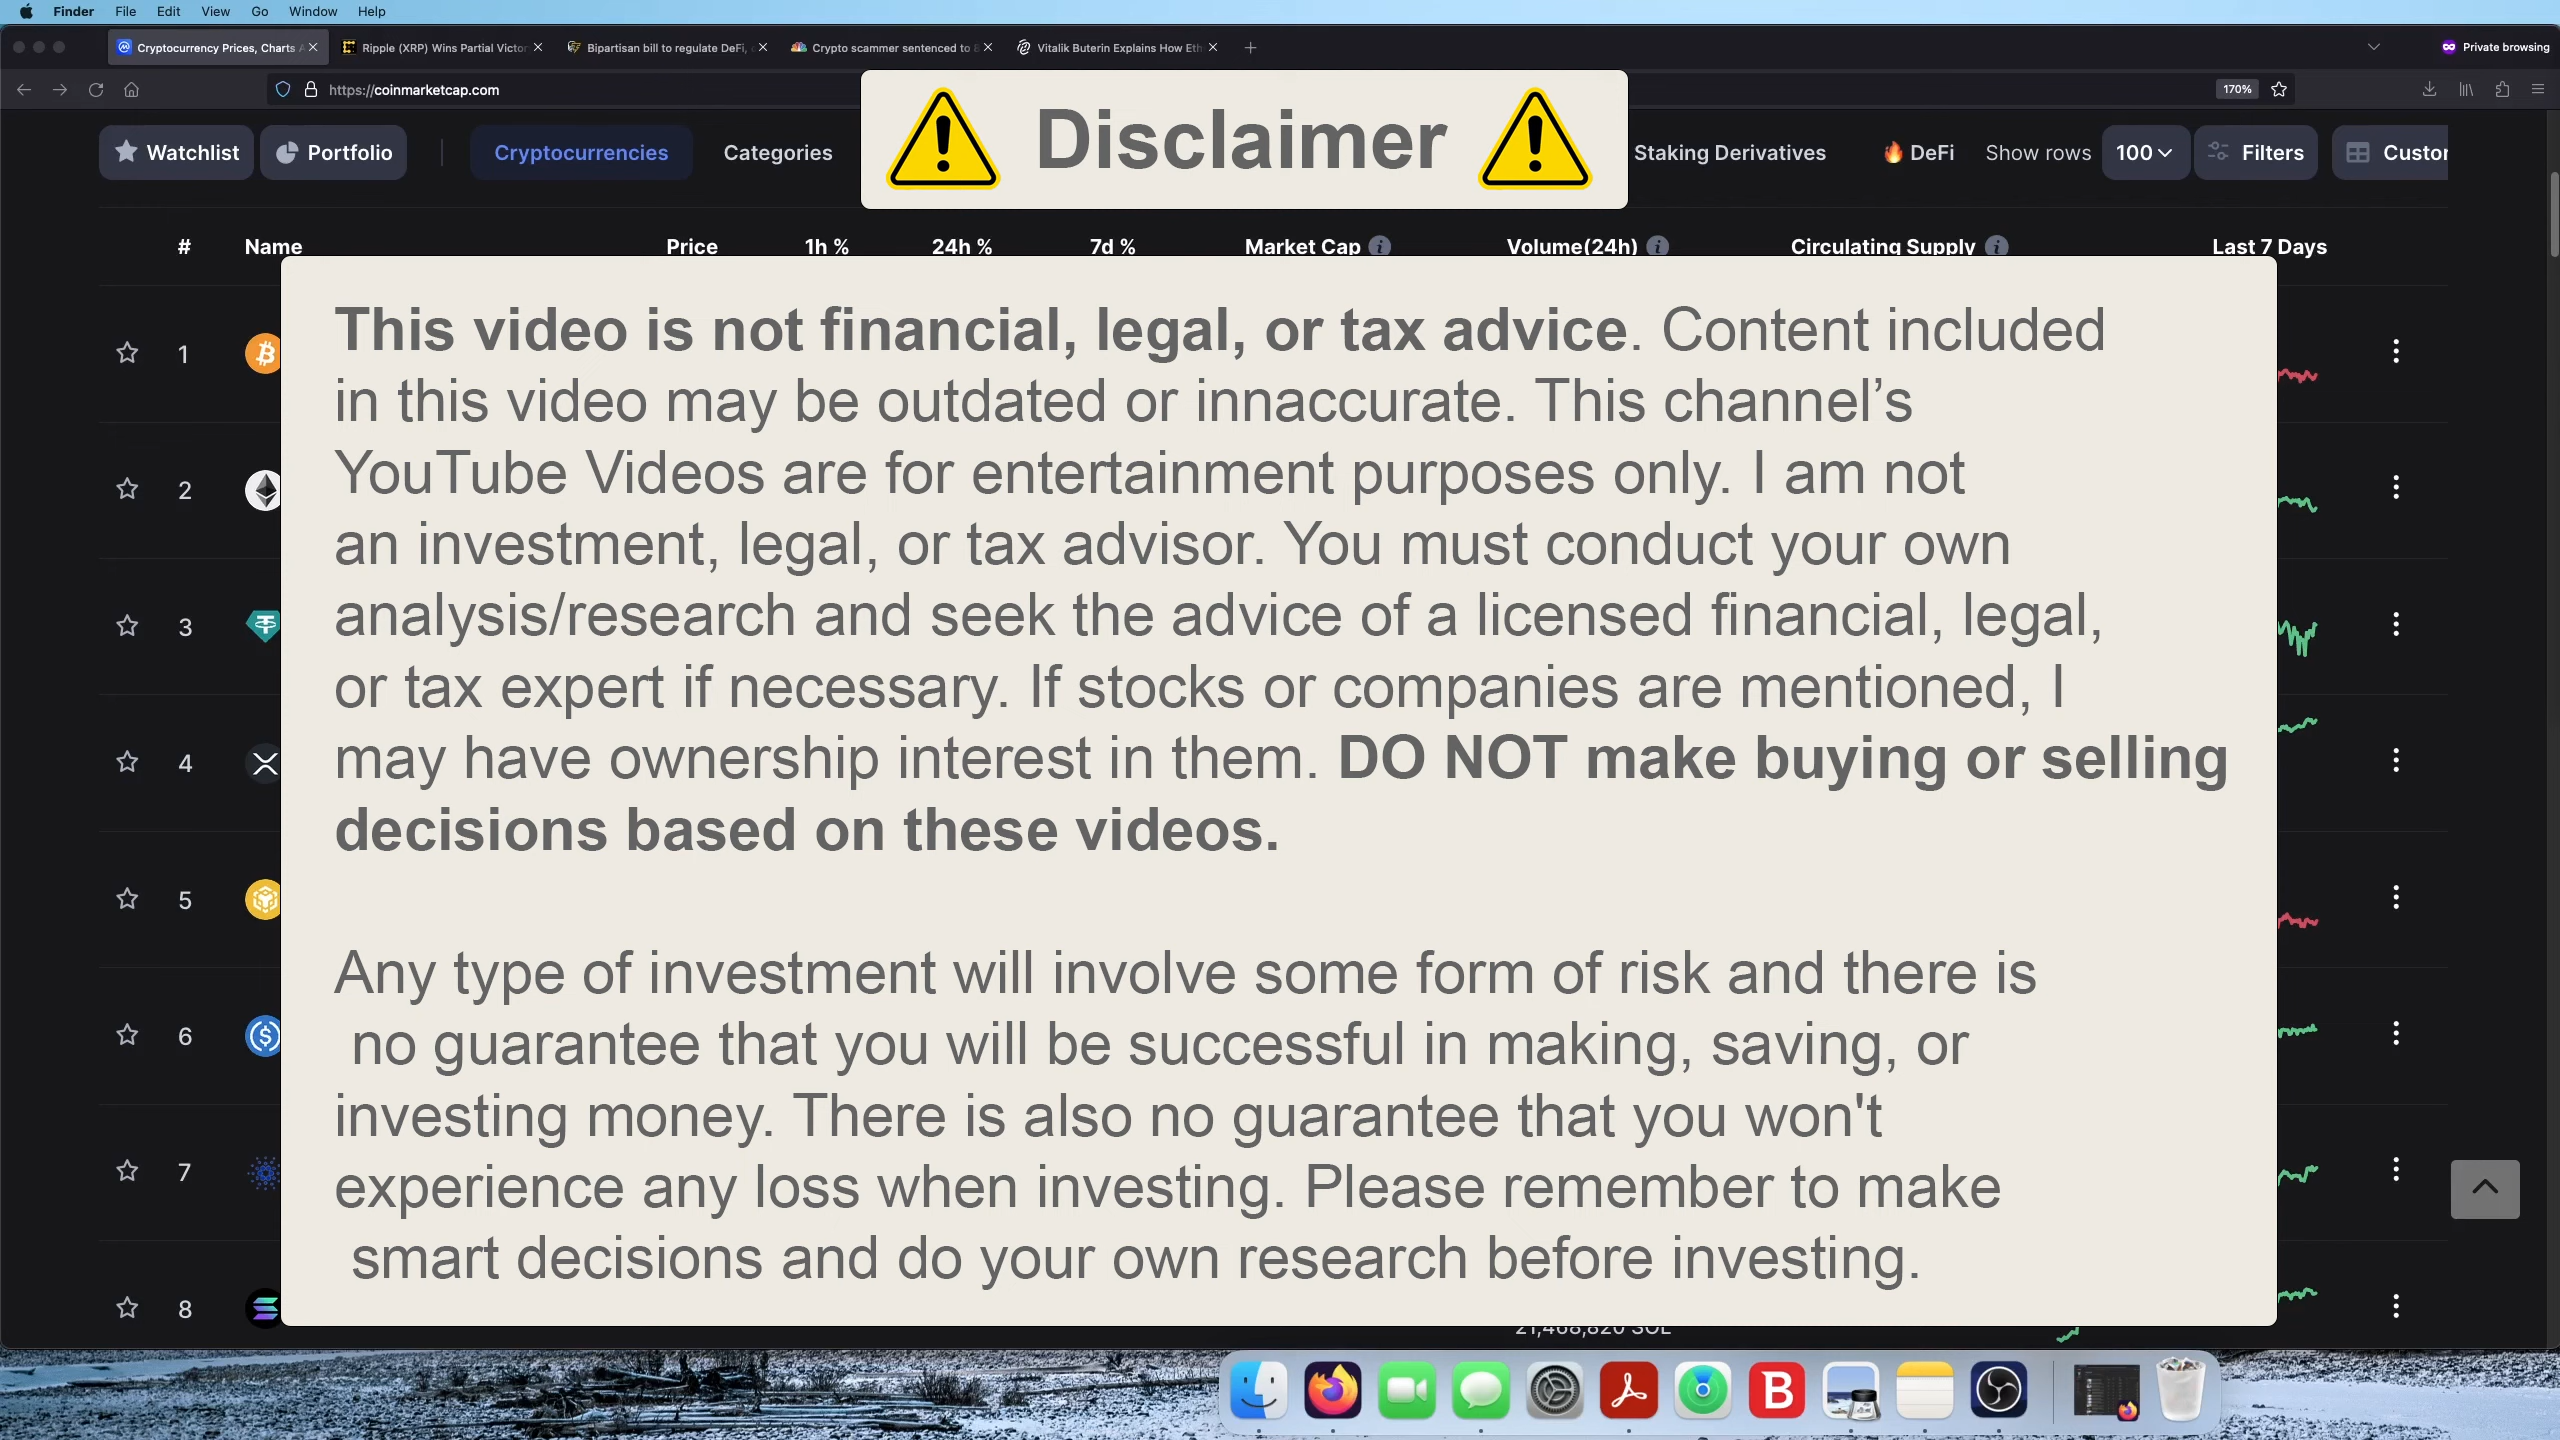 Finder File Edit View Go Window Help
Cryptocurrency Prices, Charts A
Ripple (XRP) Wins Partial Victor
Bipartisan bill to regulate DeFi,
Crypto scammer sentenced to 8
Vitalik Buterin Explains How Eth
Private browsing
https://coinmarketcap.com
170%
Disclaimer
Watchlist Portfolio Cryptocurrencies Categories Staking Derivatives DeFi Show rows 100 Filters Custor
# Name Price 1h % 24h % 7d % Market Cap Volume(24h) Circulating Supply Last 7 Days
This video is not financial, legal, or tax advice. Content included
in this video may be outdated or innaccurate. This channel’s
YouTube Videos are for entertainment purposes only. I am not
an investment, legal, or tax advisor. You must conduct your own
analysis/research and seek the advice of a licensed financial, legal,
or tax expert if necessary. If stocks or companies are mentioned, I
may have ownership interest in them. DO NOT make buying or selling
decisions based on these videos.
Any type of investment will involve some form of risk and there is
no guarantee that you will be successful in making, saving, or
investing money. There is also no guarantee that you won't
experience any loss when investing. Please remember to make
smart decisions and do your own research before investing.
1
2
3
4
5
6
7
8
21,468,820 SOL